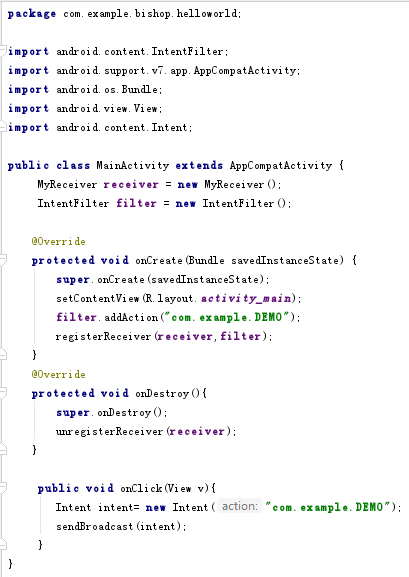 package com.example.bishop.helloworld;
import android.content.IntentFilter;
import android.support.v7.app.AppCompatActivity;
import android.os.Bundle;
import android.view.View;
import android.content.Intent;
public class MainActivity extends AppCompatActivity {
MyReceiver receiver = new MyReceiver();
IntentFilter filter = new IntentFilter();
@Override
protected void onCreate(Bundle savedInstanceState) {
super.onCreate(savedInstanceState);
setContentView(R.layout.activity_main);
filter.addAction("com.example.DEMO");
registerReceiver(receiver,filter);
}
@Override
protected void onDestroy(){
super.onDestroy();
unregisterReceiver(receiver);
}
public void onClick(View v){
Intent intent= new Intent( action: "com.example.DEMO");
sendBroadcast(intent);
}
}